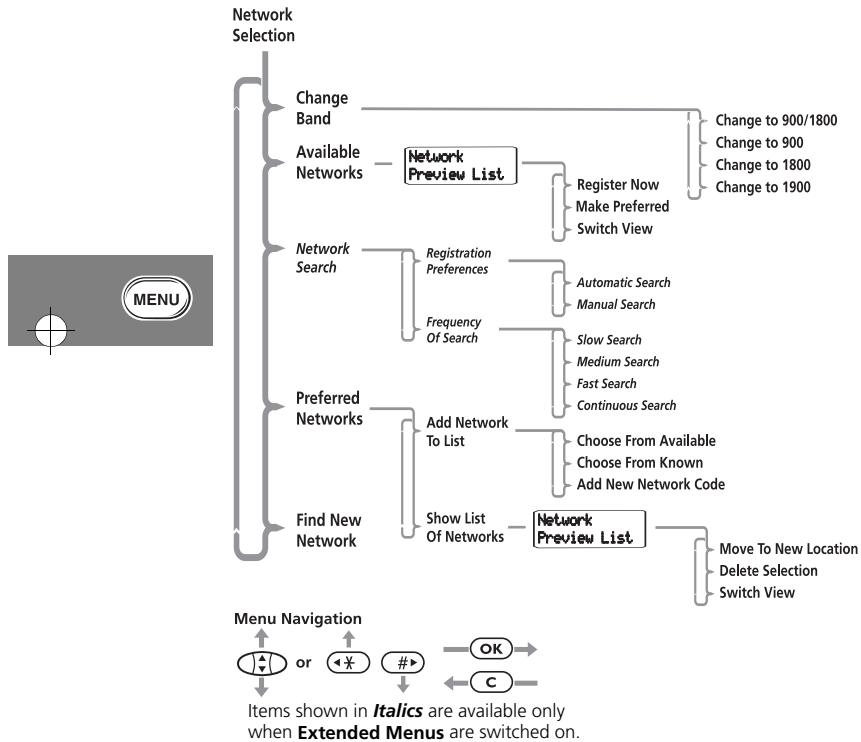 Network
Selection
Change
Band
Change to 900/1800
Change to 900
Change to 1800
Change to 1900
Available
Networks
Network
Preview List
Register Now
Make Preferred
Switch View
Network
Search
Registration
Preferences
Automatic Search
Manual Search
Frequency
Of Search
Slow Search
Medium Search
Fast Search
Continuous Search
MENU
Preferred
Networks
Add Network
To List
Choose From Available
Choose From Known
Add New Network Code
Show List
Of Networks
Network
Preview List
Move To New Location
Delete Selection
Switch View
Find New
Network
Menu Navigation
or
*
#
OK
C
Items shown in Italics are available only
when Extended Menus are switched on.